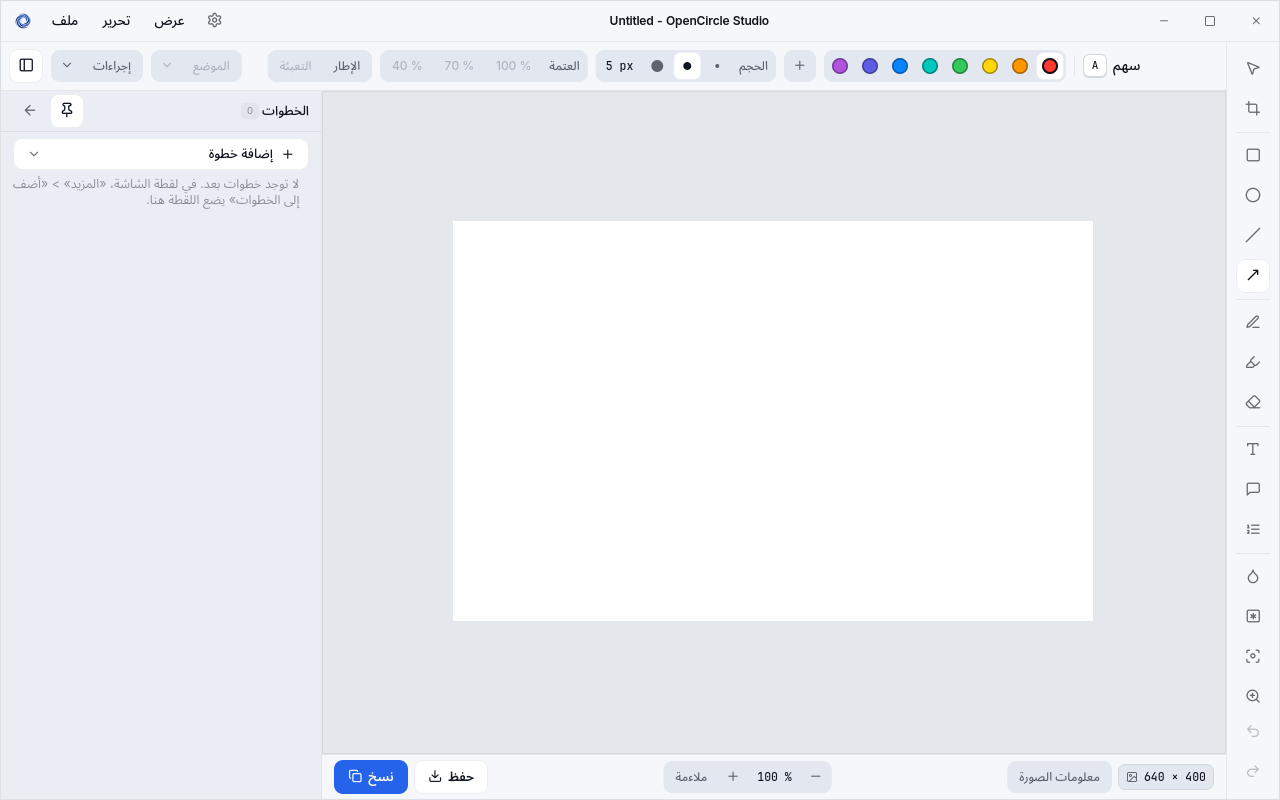 ملف
تحرير
عرض
Untitled - OpenCircle Studio
سهم
A
الحجم
5 px
العتمة
100 %
70 %
40 %
الإطار
التعبئة
الموضع
إجراءات
الخطوات
0
إضافة خطوة
لا توجد خطوات بعد. في لقطة الشاشة، «المزيد» > «أضف
إلى الخطوات» يضع اللقطة هنا.
640 × 400
معلومات الصورة
100 %
ملاءمة
حفظ
نسخ